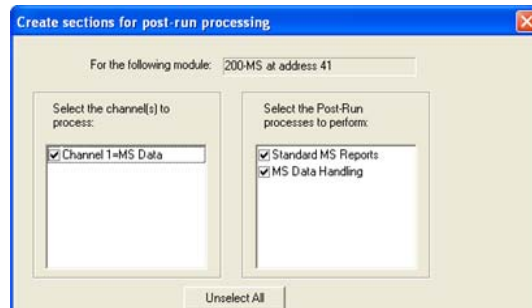 Create sections for post-run processing
For the following module: 200-MS at address 41
Select the channel(s) to
process:
Channel 1=MS Data
Select the Post-Run
processes to perform:
Standard MS Reports
MS Data Handling
Unselect All